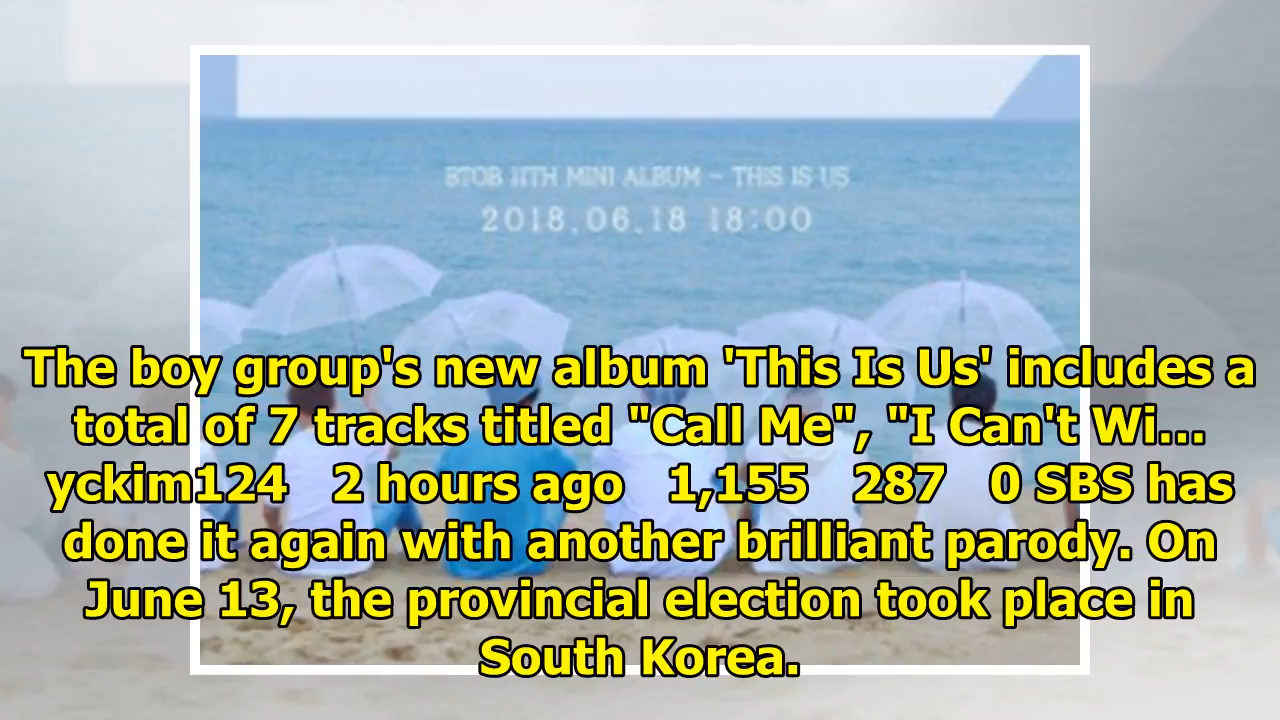 BTOB 11TH MINI ALBUM - THIS IS US
2018.06.18 18:00
The boy group's new album 'This Is Us' includes a
total of 7 tracks titled "Call Me", "I Can't Wi...
yckim124 2 hours ago 1,155 287 0 SBS has
done it again with another brilliant parody. On
June 13, the provincial election took place in
South Korea.